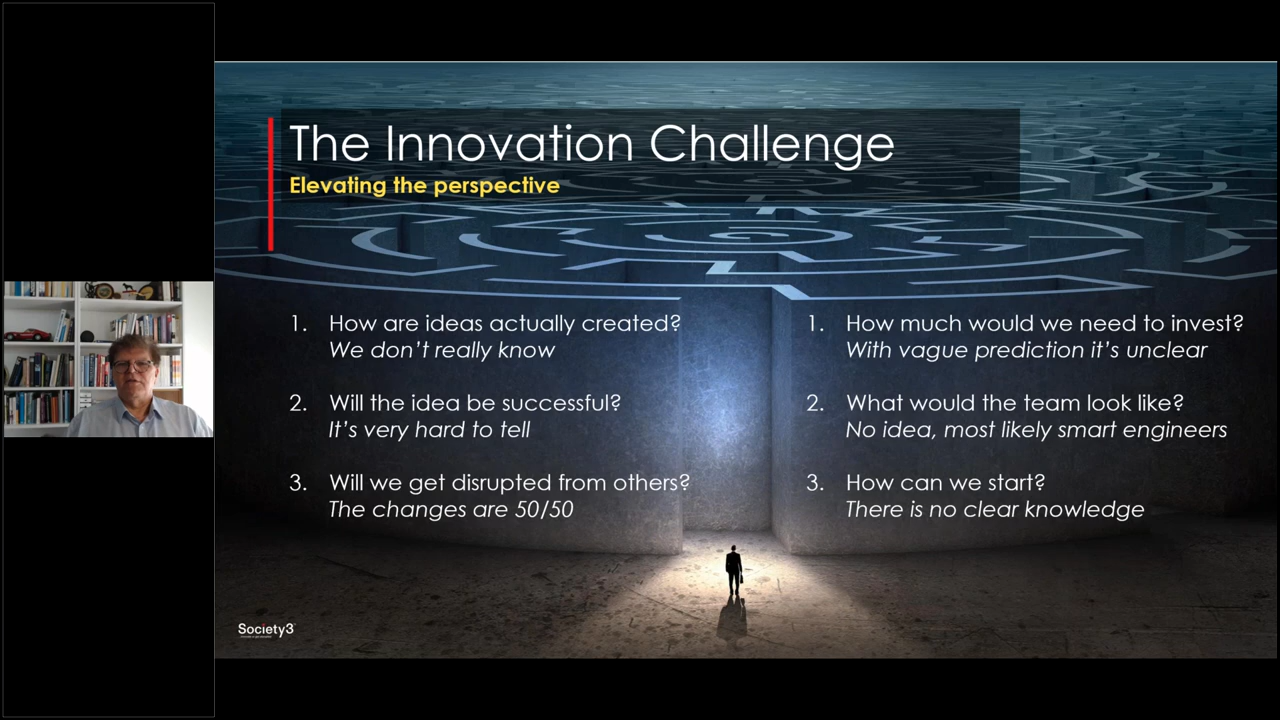 The Innovation Challenge
Elevating the perspective
1. How are ideas actually created?
We don't really know
2. Will the idea be successful?
It's very hard to tell
3. Will we get disrupted from others?
The changes are 50/50
1. How much would we need to invest?
With vague prediction it's unclear
2. What would the team look like?
No idea, most likely smart engineers
3. How can we start?
There is no clear knowledge
Society3